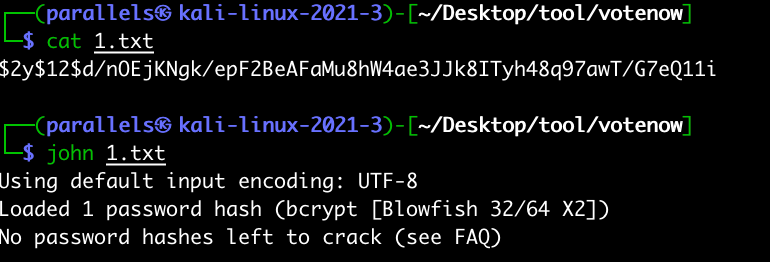 ┌──(parallels㉿kali-linux-2021-3)-[~/Desktop/tool/votenow]
└─$ cat 1.txt
$2y$12$d/nOEjKNgk/epF2BeAFaMu8hW4ae3JJk8ITyh48q97awT/G7eQ11i
┌──(parallels㉿kali-linux-2021-3)-[~/Desktop/tool/votenow]
└─$ john 1.txt
Using default input encoding: UTF-8
Loaded 1 password hash (bcrypt [Blowfish 32/64 X2])
No password hashes left to crack (see FAQ)